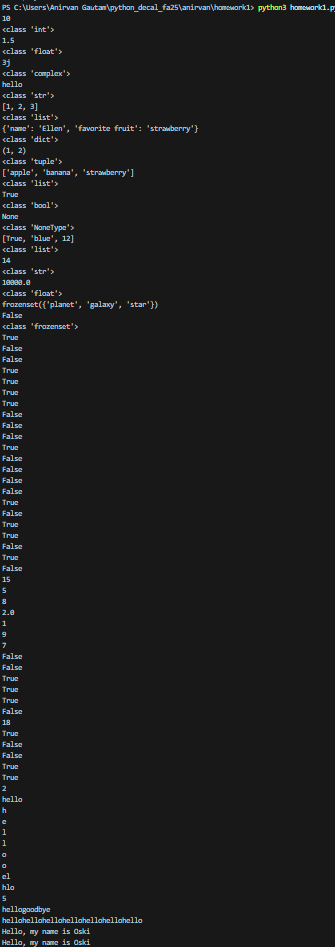 PS C:\Users\Anirvan Gautam\python_decal_fa25\anirvan\homework1> python3 homework1.py
10
<class 'int'>
1.5
<class 'float'>
3j
<class 'complex'>
hello
<class 'str'>
[1, 2, 3]
<class 'list'>
{'name': 'Ellen', 'favorite fruit': 'strawberry'}
<class 'dict'>
(1, 2)
<class 'tuple'>
['apple', 'banana', 'strawberry']
<class 'list'>
True
<class 'bool'>
None
<class 'NoneType'>
[True, 'blue', 12]
<class 'list'>
14
<class 'str'>
10000.0
<class 'float'>
frozenset({'planet', 'galaxy', 'star'})
False
<class 'frozenset'>
True
False
False
True
True
True
True
False
False
False
True
False
False
False
False
True
False
True
True
False
True
False
15
5
8
2.0
1
9
7
False
False
True
True
True
False
18
True
False
False
True
True
2
hello
h
e
l
l
o
o
el
hlo
5
hellogoodbye
hellohellohellohellohellohellohello
Hello, my name is Oski
Hello, my name is Oski